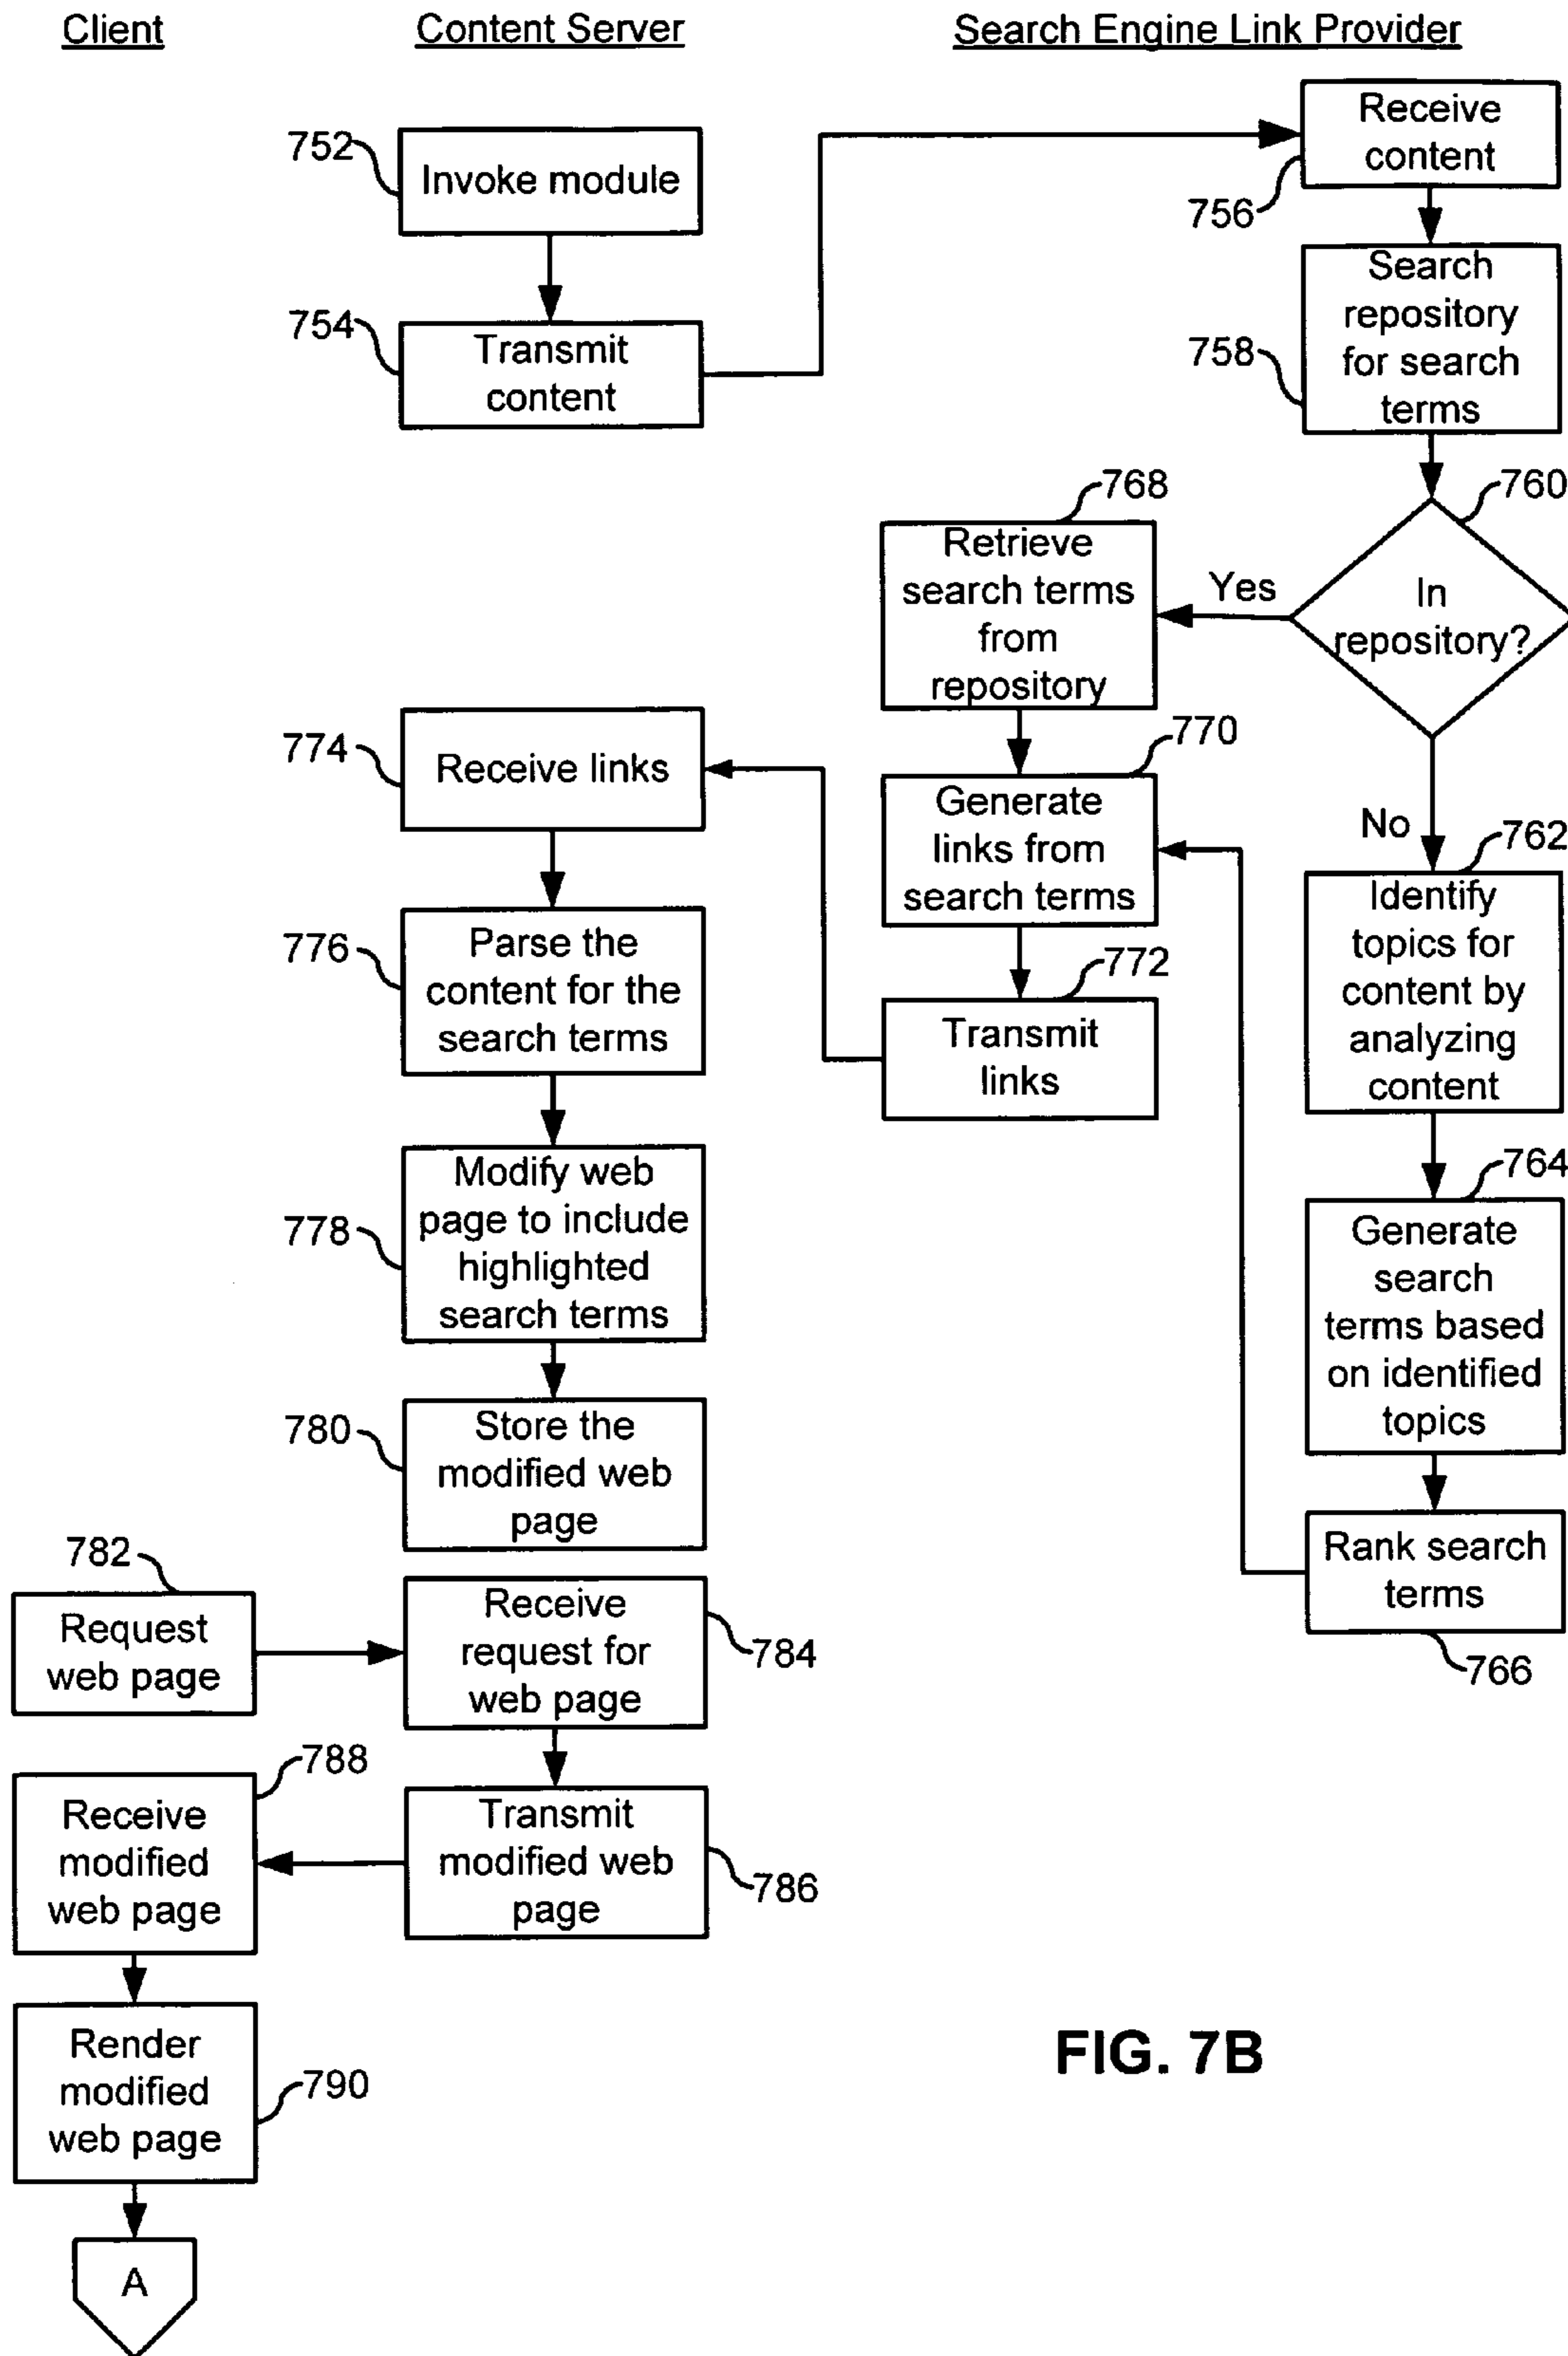 Client
Content Server
Search Engine Link Provider
752
Invoke module
754
Transmit
content
Receive
content
756
Search
repository
for search
terms
758
760
In
repository?
Yes
No
768
Retrieve
search terms
from
repository
770
Generate
links from
search terms
772
Transmit
links
762
Identify
topics for
content by
analyzing
content
764
Generate
search
terms based
on identified
topics
Rank search
terms
766
774
Receive links
776
Parse the
content for the
search terms
778
Modify web
page to include
highlighted
search terms
780
Store the
modified web
page
782
Request
web page
Receive
request for
web page
784
788
Receive
modified
web page
Transmit
modified web
page
786
Render
modified
web page
790
A
FIG. 7B